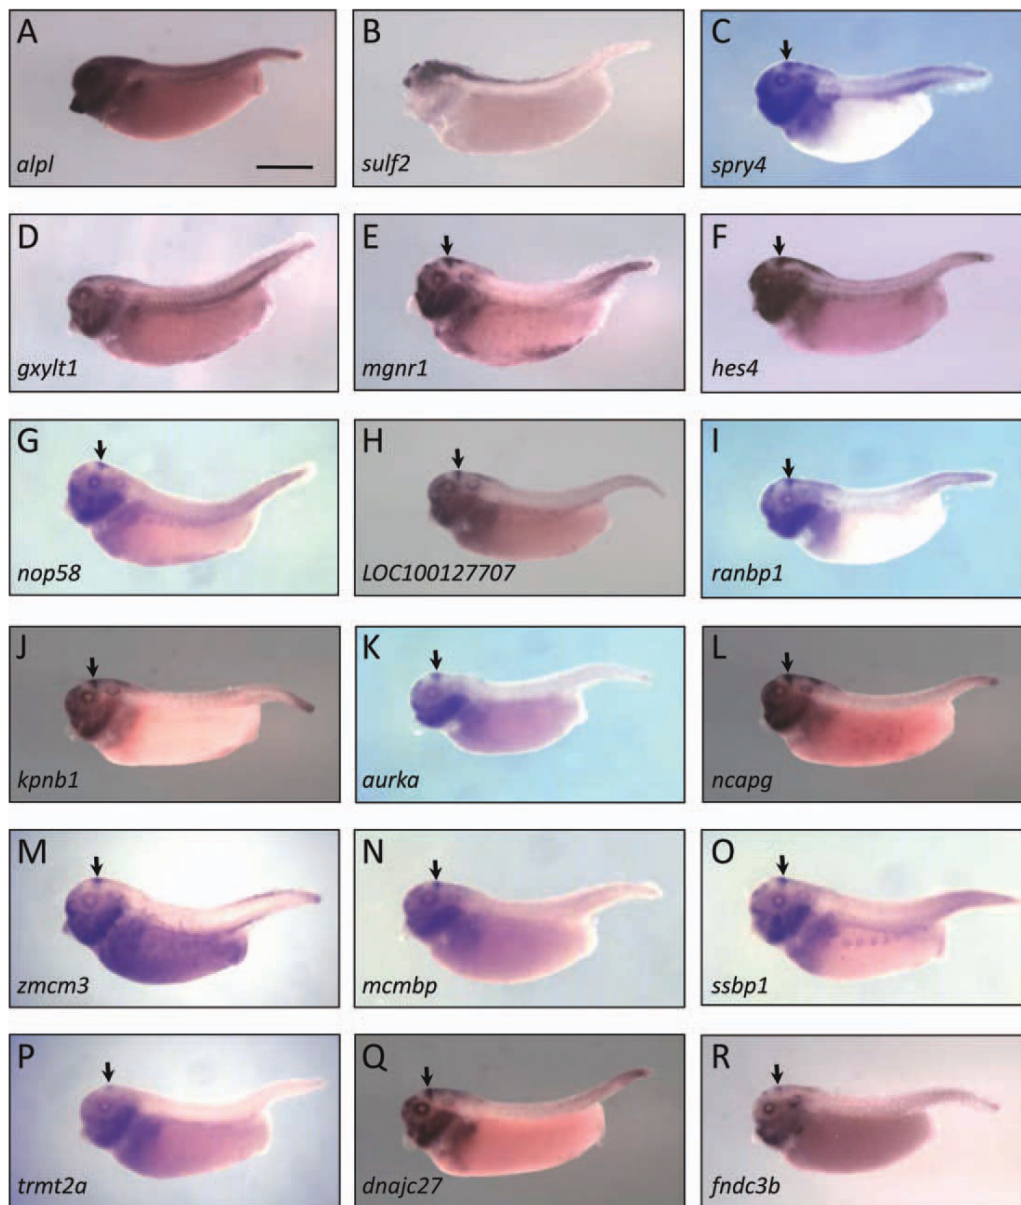 A
alpl
B
sulf2
C
spry4
D
gxylt1
E
mgnr1
F
hes4
G
nop58
H
LOC100127707
I
ranbp1
J
kpnb1
K
aurka
L
ncapg
M
zmcm3
N
mcmbp
O
ssbp1
P
trmt2a
Q
dnajc27
R
fndc3b